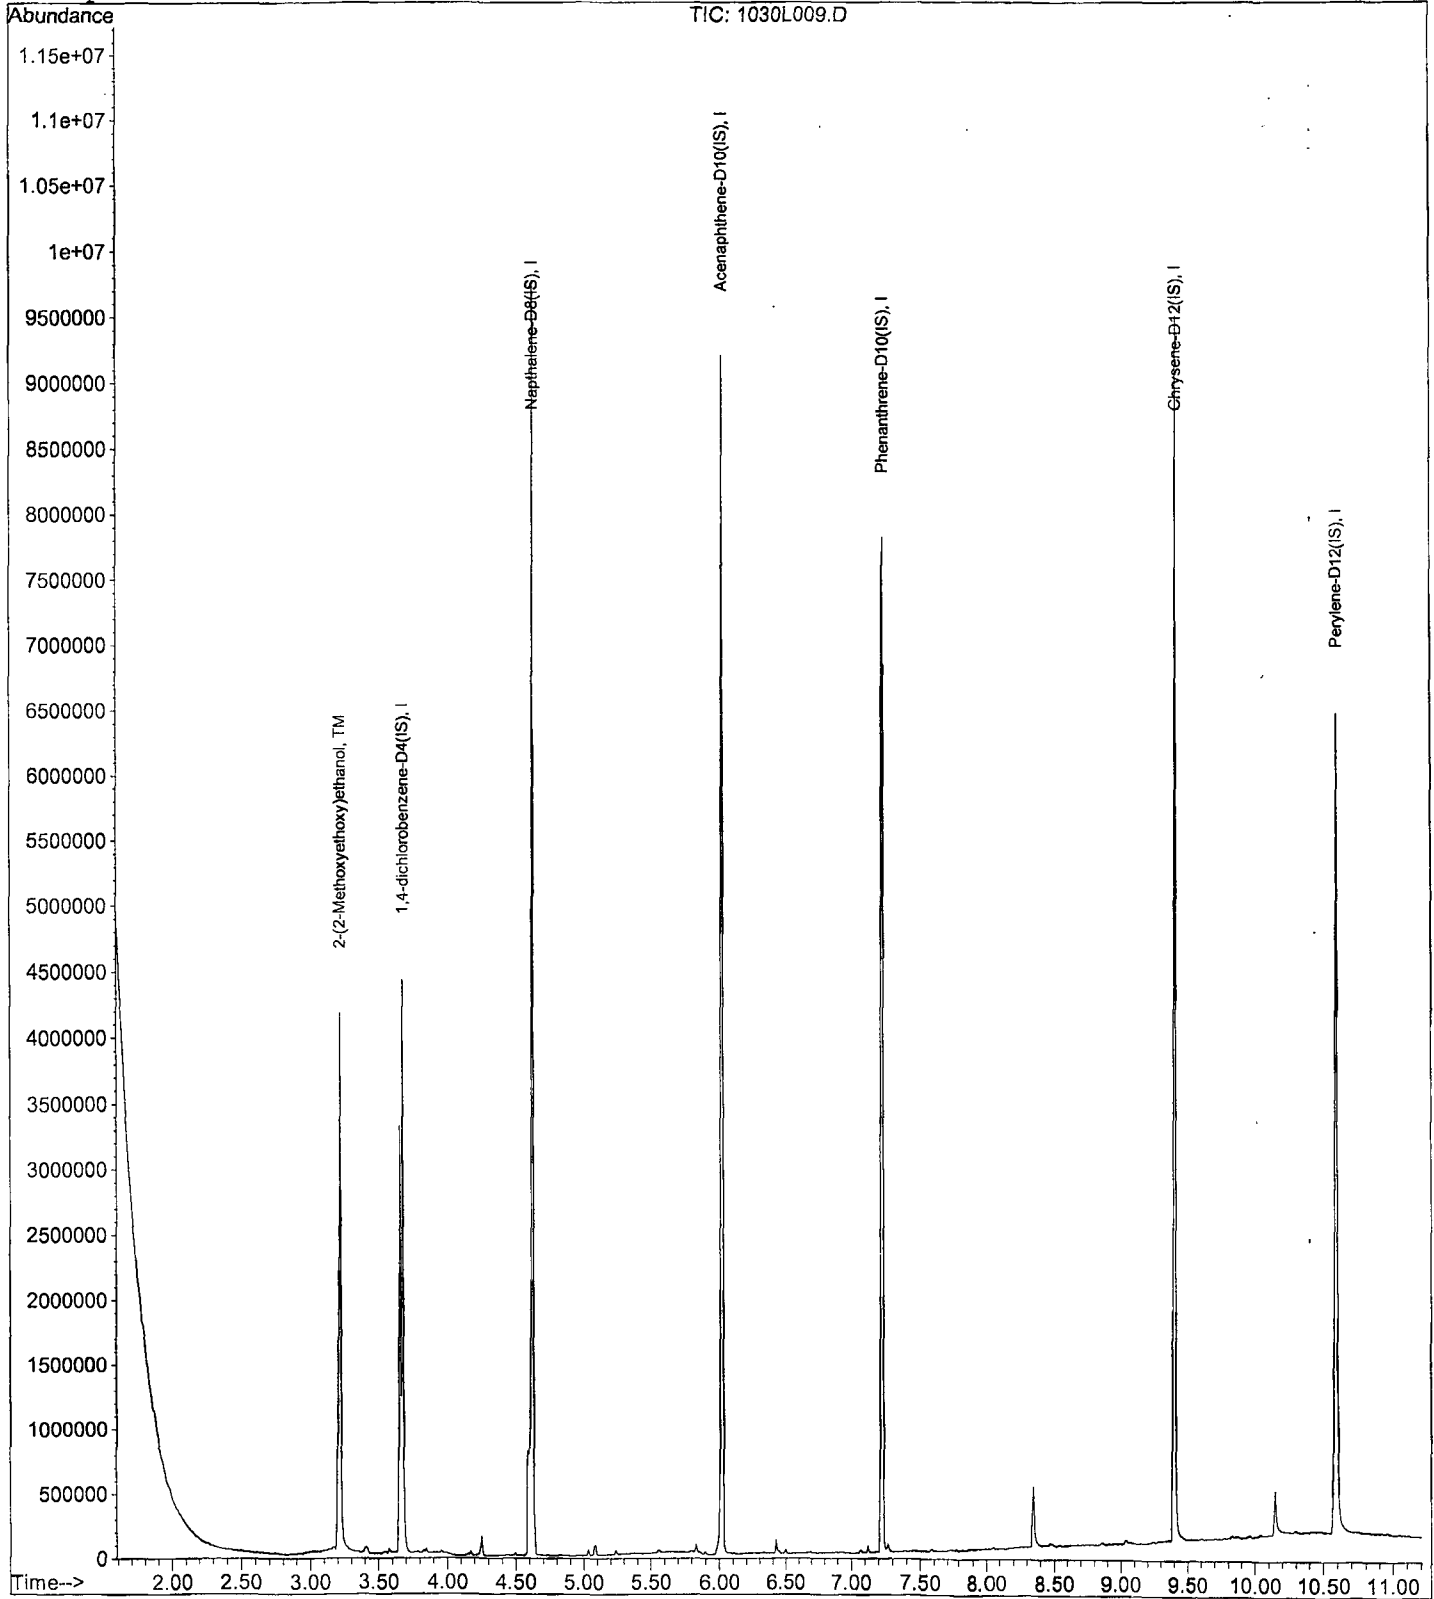 Abundance
TIC: 1030L009.D
1.15e+07
1.1e+07
1.05e+07
1e+07
9500000
9000000
8500000
8000000
7500000
7000000
6500000
6000000
5500000
5000000
4500000
4000000
3500000
3000000
2500000
2000000
1500000
1000000
500000
0
2-(2-Methoxyethoxy)ethanol, TM
1,4-dichlorobenzene-D4(IS), I
Napthalene-D8(IS), I
Acenaphthene-D10(IS), I
Phenanthrene-D10(IS), I
Chrysene-D12(IS), I
Perylene-D12(IS), I
Time--> 2.00 2.50 3.00 3.50 4.00 4.50 5.00 5.50 6.00 6.50 7.00 7.50 8.00 8.50 9.00 9.50 10.00 10.50 11.00